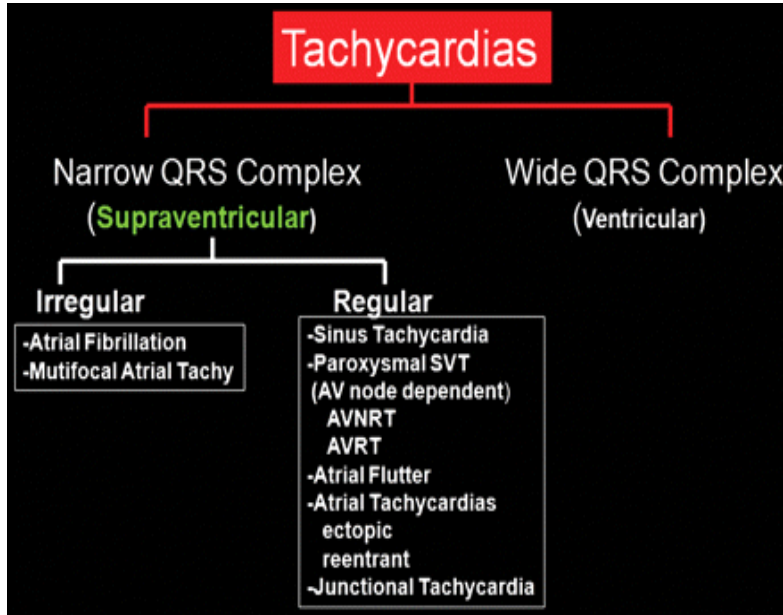 Tachycardias
Narrow QRS Complex
(Supraventricular)
Wide QRS Complex
(Ventricular)
Irregular
-Atrial Fibrillation
-Mutifocal Atrial Tachy
Regular
-Sinus Tachycardia
-Paroxysmal SVT
(AV node dependent)
AVNRT
AVRT
-Atrial Flutter
-Atrial Tachycardias
ectopic
reentrant
-Junctional Tachycardia